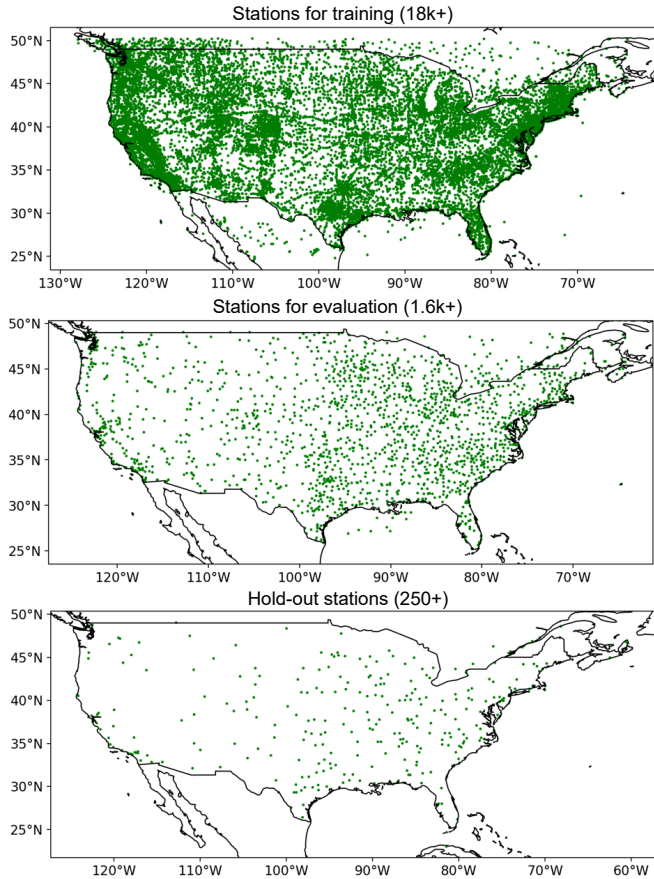 Stations for training (18k+)
50°N
45°N
40°N
35°N
30°N
25°N
130°W 120°W 110°W 100°W 90°W 80°W 70°W
Stations for evaluation (1.6k+)
50°N
45°N
40°N
35°N
30°N
25°N
120°W 110°W 100°W 90°W 80°W 70°W
Hold-out stations (250+)
50°N
45°N
40°N
35°N
30°N
25°N
120°W 110°W 100°W 90°W 80°W 70°W 60°W